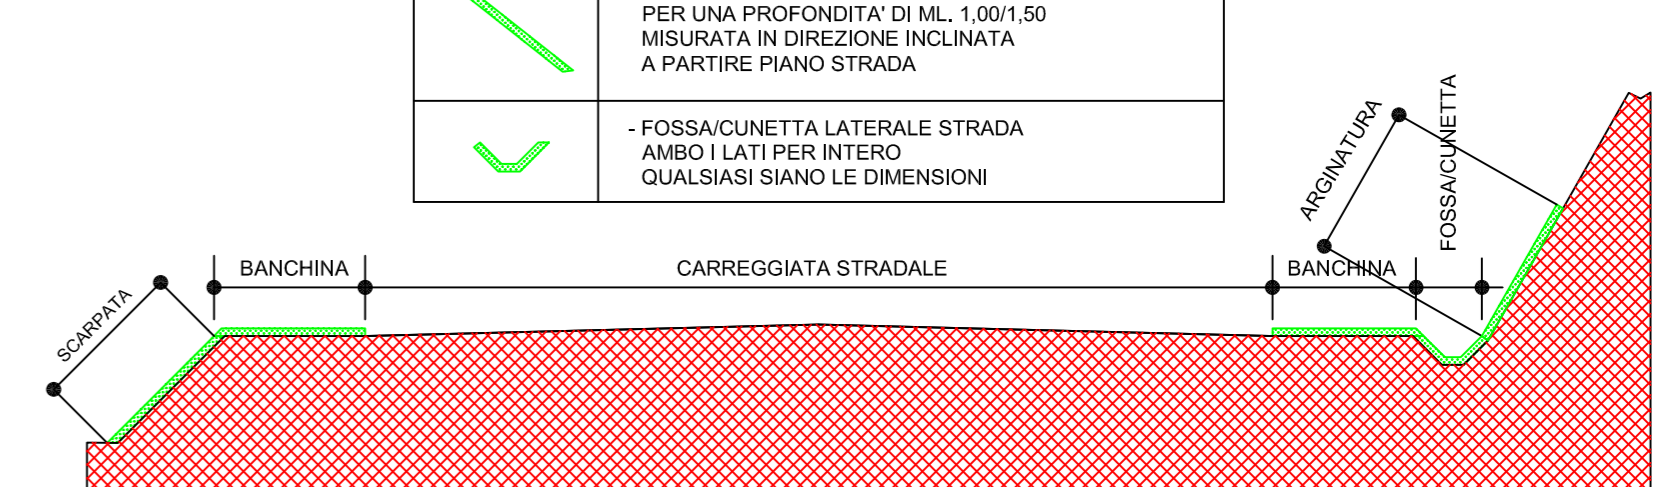 PER UNA PROFONDITA' DI ML. 1,00/1,50
MISURATA IN DIREZIONE INCLINATA
A PARTIRE PIANO STRADA
- FOSSA/CUNETTA LATERALE STRADA
AMBO I LATI PER INTERO
QUALSIASI SIANO LE DIMENSIONI
SCARPATA
BANCHINA
CARREGGIATA STRADALE
BANCHINA
ARGINATURA
FOSSA/CUNETTA